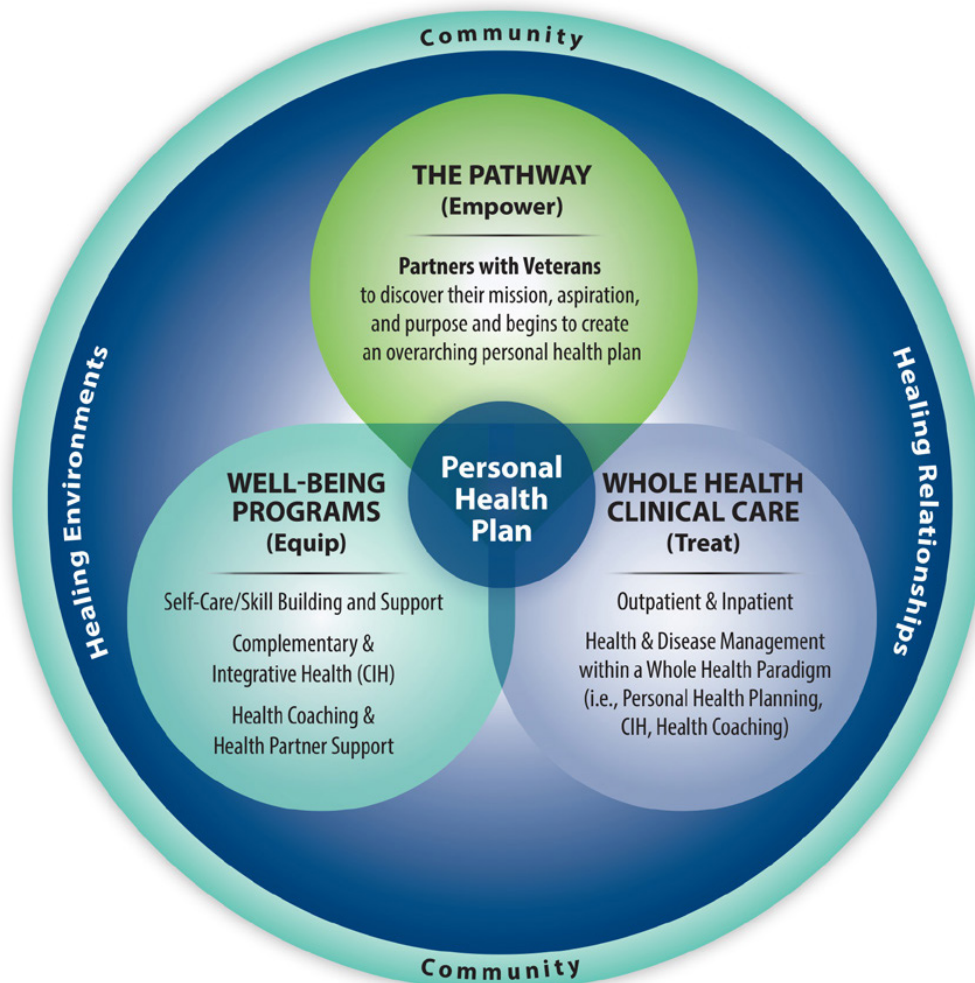 Community
THE PATHWAY
(Empower)
Partners with Veterans
to discover their mission, aspiration,
and purpose and begins to create
an overarching personal health plan
Healing Environments
Healing Relationships
Personal
Health
Plan
WELL-BEING
PROGRAMS
(Equip)
Self-Care/Skill Building and Support
Complementary &
Integrative Health (CIH)
Health Coaching &
Health Partner Support
WHOLE HEALTH
CLINICAL CARE
(Treat)
Outpatient & Inpatient
Health & Disease Management
within a Whole Health Paradigm
(i.e., Personal Health Planning,
CIH, Health Coaching)
Community